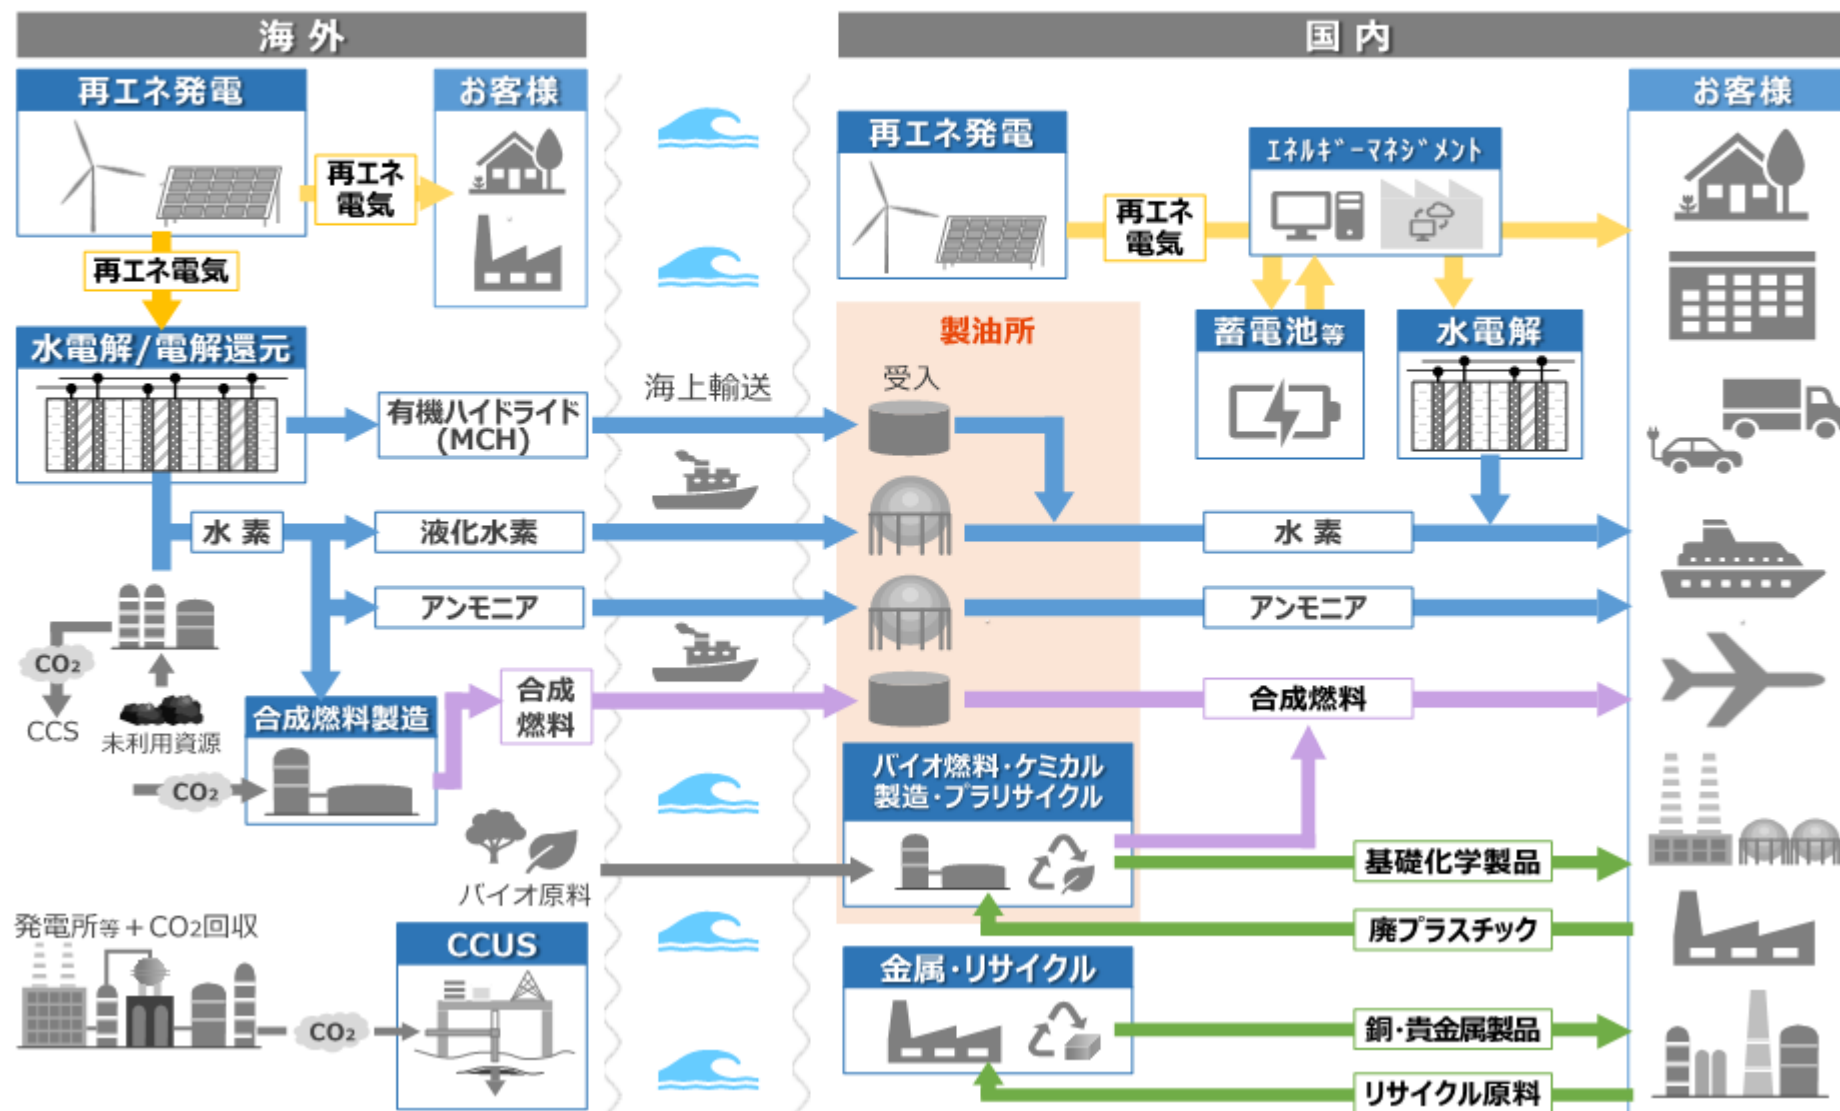 海外
国内
再エネ発電
お客様
再エネ
電気
再エネ電気
水電解/電解還元
有機ハイドライド
(MCH)
水素
液化水素
アンモニア
CO₂
CCS
未利用資源
合成燃料製造
CO₂
合成
燃料
バイオ原料
発電所等+CO₂回収
CO₂
CCUS
海上輸送
再エネ発電
再エネ
電気
エネルギーマネジメント
お客様
蓄電池等
水電解
製油所
受入
水素
アンモニア
合成燃料
バイオ燃料・ケミカル
製造・プラリサイクル
基礎化学製品
廃プラスチック
金属・リサイクル
銅・貴金属製品
リサイクル原料